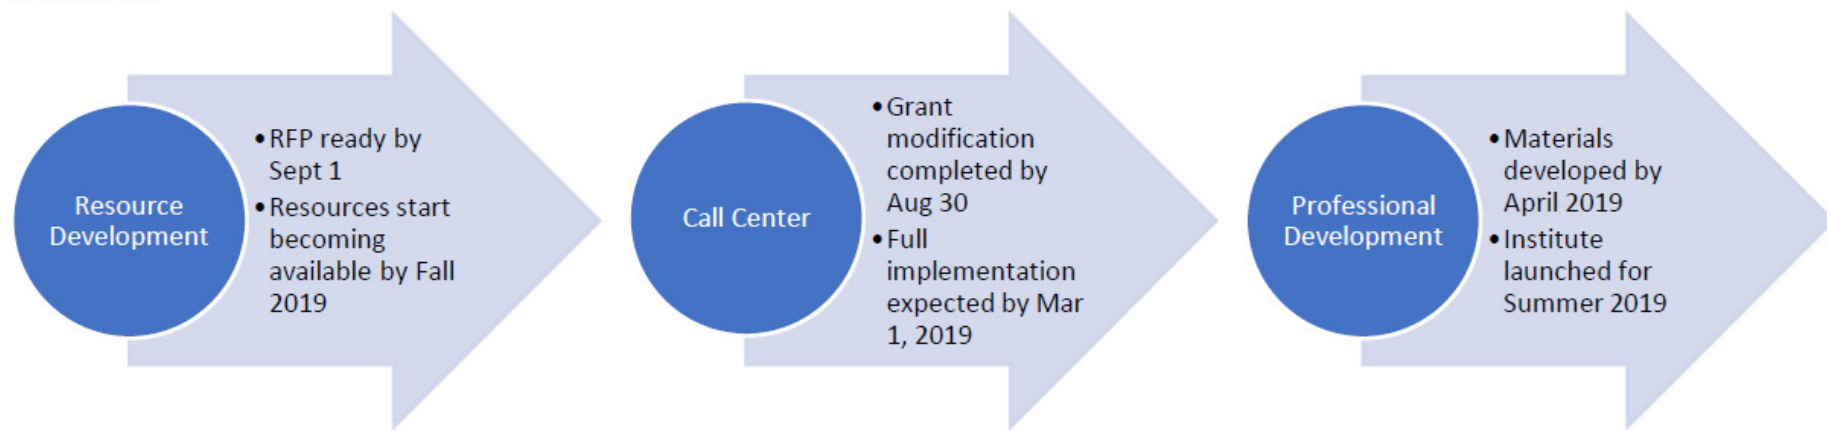 Resource
Development
• RFP ready by
Sept 1
• Resources start
becoming
available by Fall
2019
Call Center
• Grant
modification
completed by
Aug 30
• Full
implementation
expected by Mar
1, 2019
Professional
Development
• Materials
developed by
April 2019
• Institute
launched for
Summer 2019